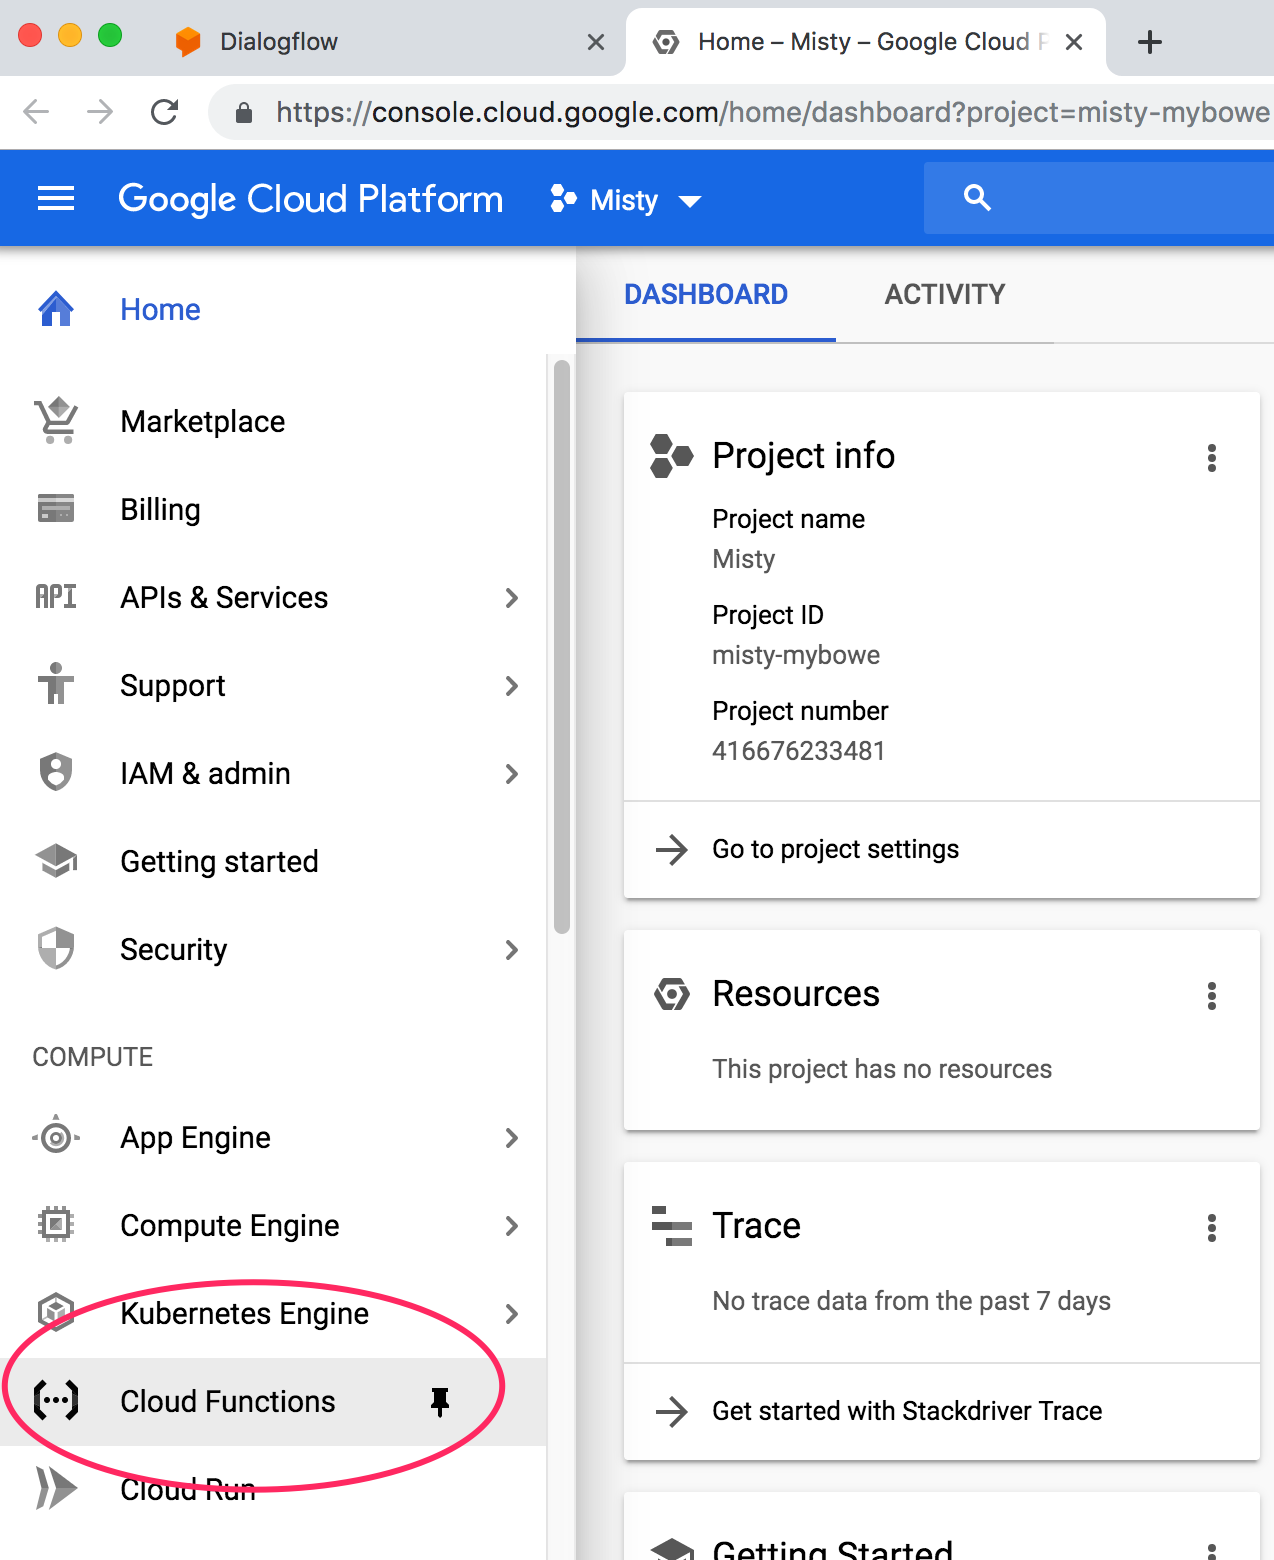 Dialogflow
Home – Misty – Google Cloud P
https://console.cloud.google.com/home/dashboard?project=misty-mybowe
Google Cloud Platform
Misty
Home
Marketplace
Billing
API
APIs & Services
Support
IAM & admin
Getting started
Security
COMPUTE
App Engine
Compute Engine
Kubernetes Engine
Cloud Functions
Cloud Run
DASHBOARD
ACTIVITY
Project info
Project name
Misty
Project ID
misty-mybowe
Project number
416676233481
Go to project settings
Resources
This project has no resources
Trace
No trace data from the past 7 days
Get started with Stackdriver Trace
Getting Started